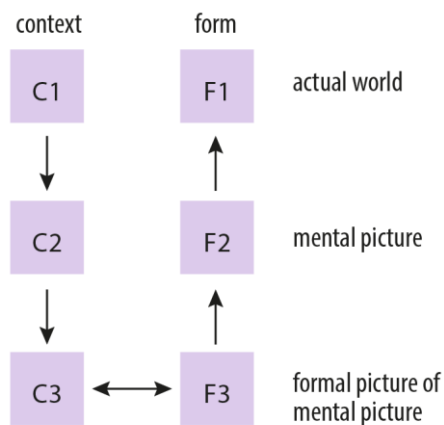 context form
C1 F1 actual world
C2 F2 mental picture
C3 F3 formal picture of
mental picture